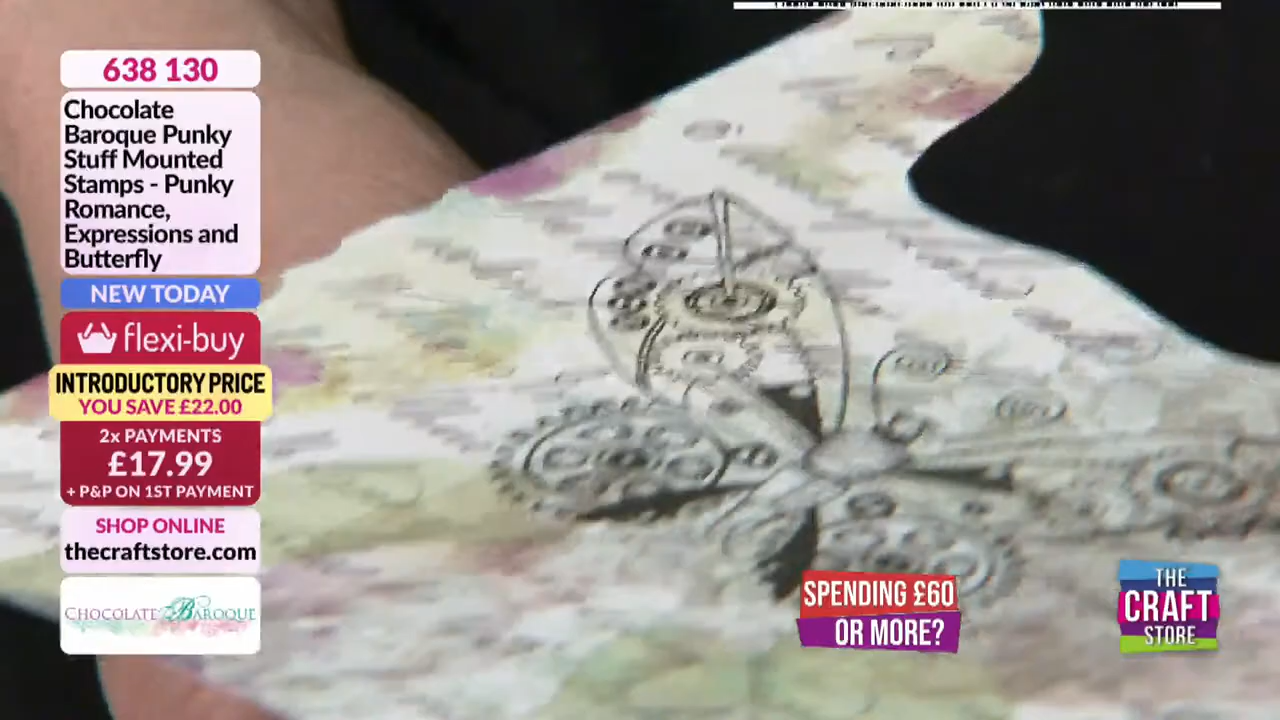 638 130
Chocolate
Baroque Punky
Stuff Mounted
Stamps - Punky
Romance,
Expressions and
Butterfly
NEW TODAY
flexi-buy
INTRODUCTORY PRICE
YOU SAVE £22.00
2x PAYMENTS
£17.99
+ P&P ON 1ST PAYMENT
SHOP ONLINE
thecraftstore.com
CHOCOLATE BAROQUE
SPENDING £60
OR MORE?
THE
CRAFT
STORE